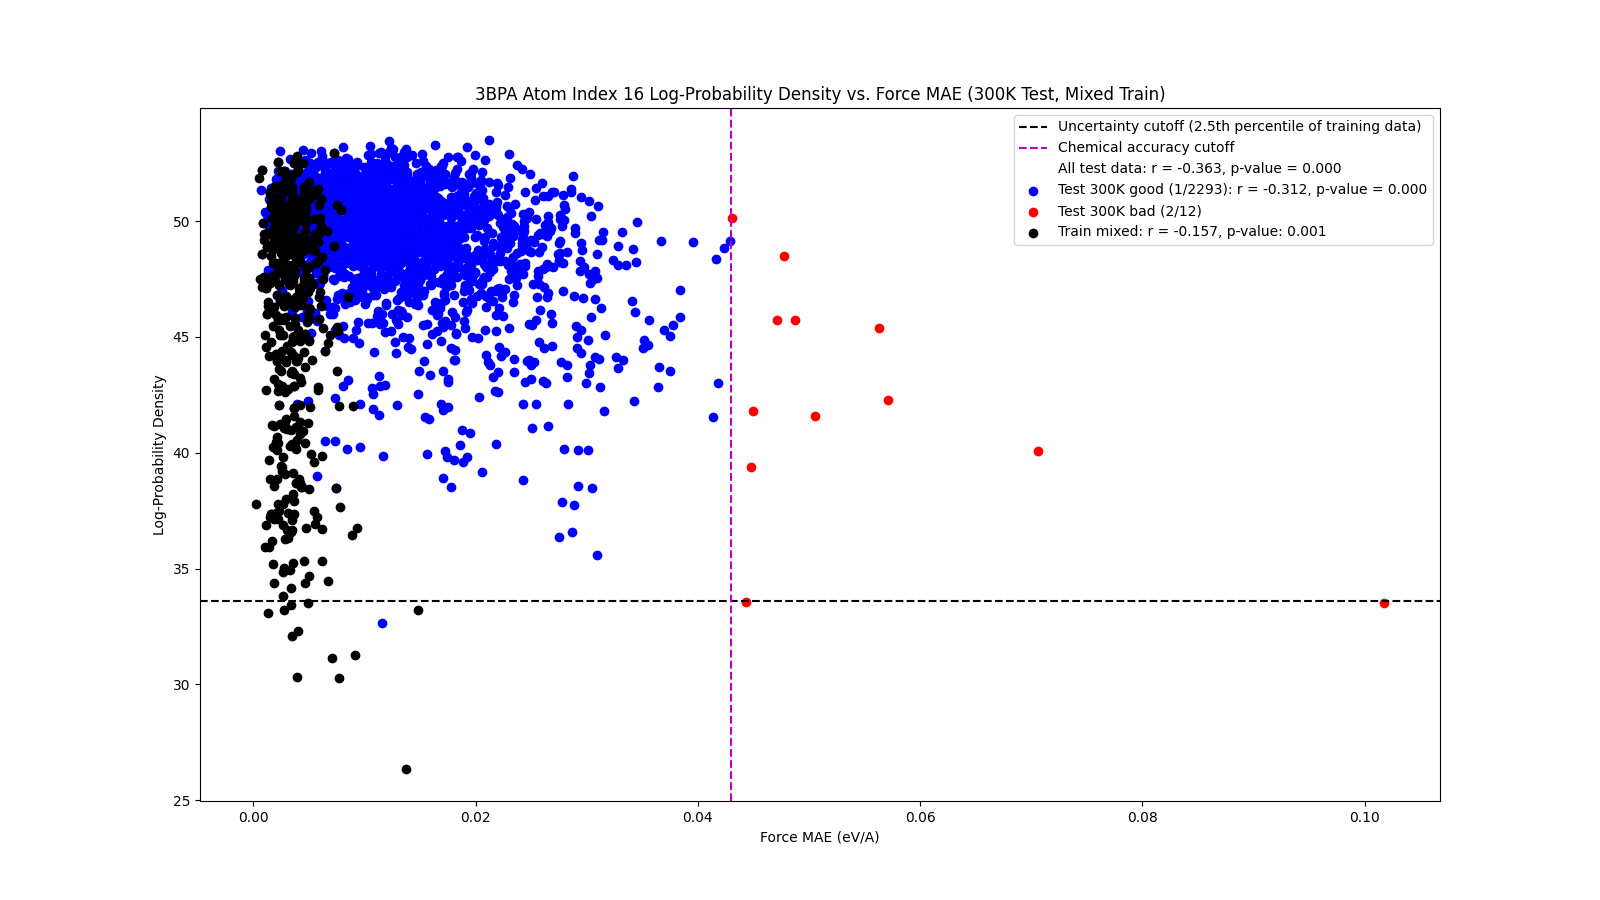 3BPA Atom Index 16 Log-Probability Density vs. Force MAE (300K Test, Mixed Train)
Uncertainty cutoff (2.5th percentile of training data)
Chemical accuracy cutoff
All test data: r = -0.363, p-value = 0.000
Test 300K good (1/2293): r = -0.312, p-value = 0.000
Test 300K bad (2/12)
Train mixed: r = -0.157, p-value: 0.001
Log-Probability Density
50
45
40
35
30
25
0.00 0.02 0.04 0.06 0.08 0.10
Force MAE (eV/A)